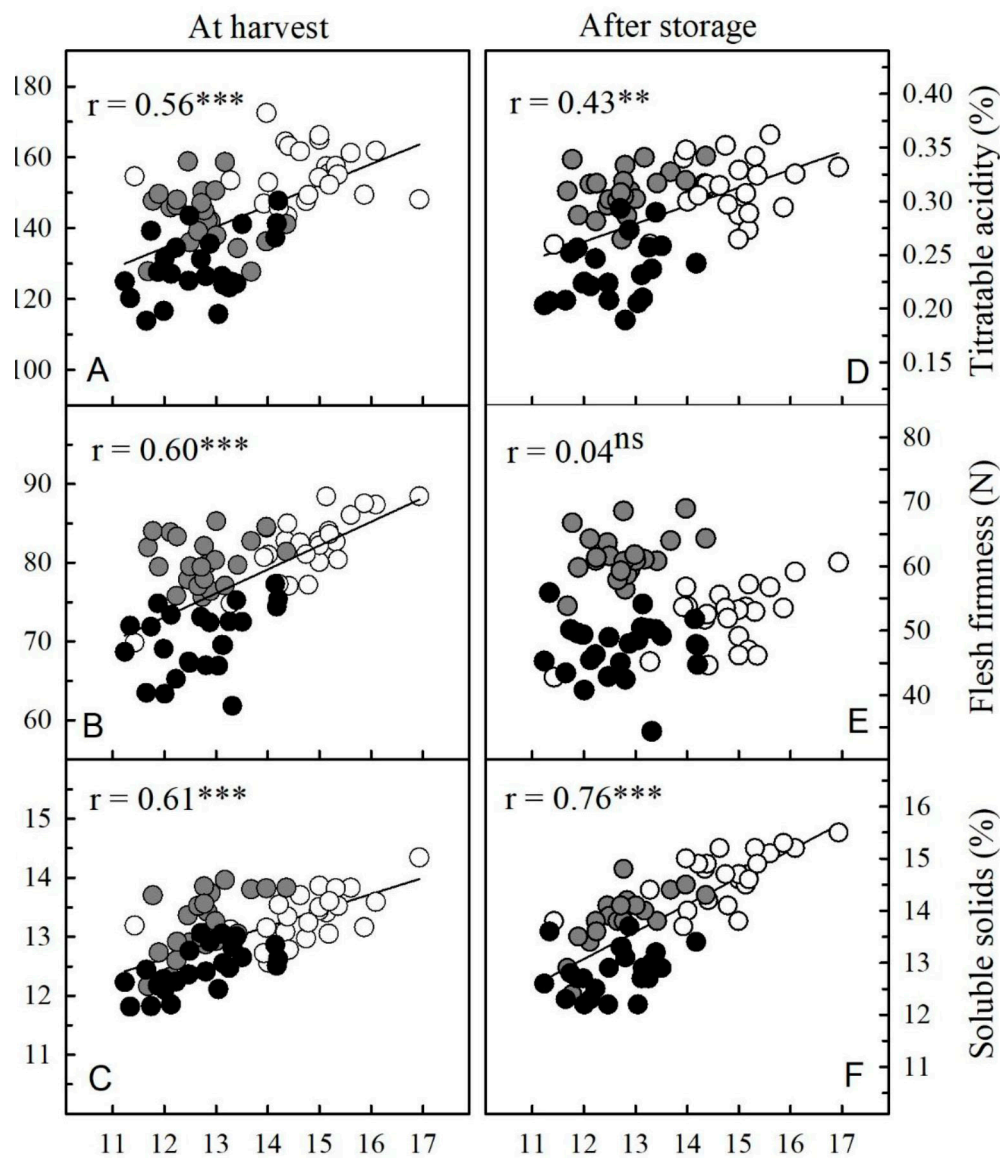 At harvest
After storage
180
160
140
120
100
r = 0.56***
A
r = 0.43**
D
0.40
0.35
0.30
0.25
0.20
0.15
Titratable acidity (%)
90
80
70
60
r = 0.60***
B
r = 0.04ns
E
80
70
60
50
40
Flesh firmness (N)
15
14
13
12
11
r = 0.61***
C
r = 0.76***
F
16
15
14
13
12
11
Soluble solids (%)
11 12 13 14 15 16 17
11 12 13 14 15 16 17